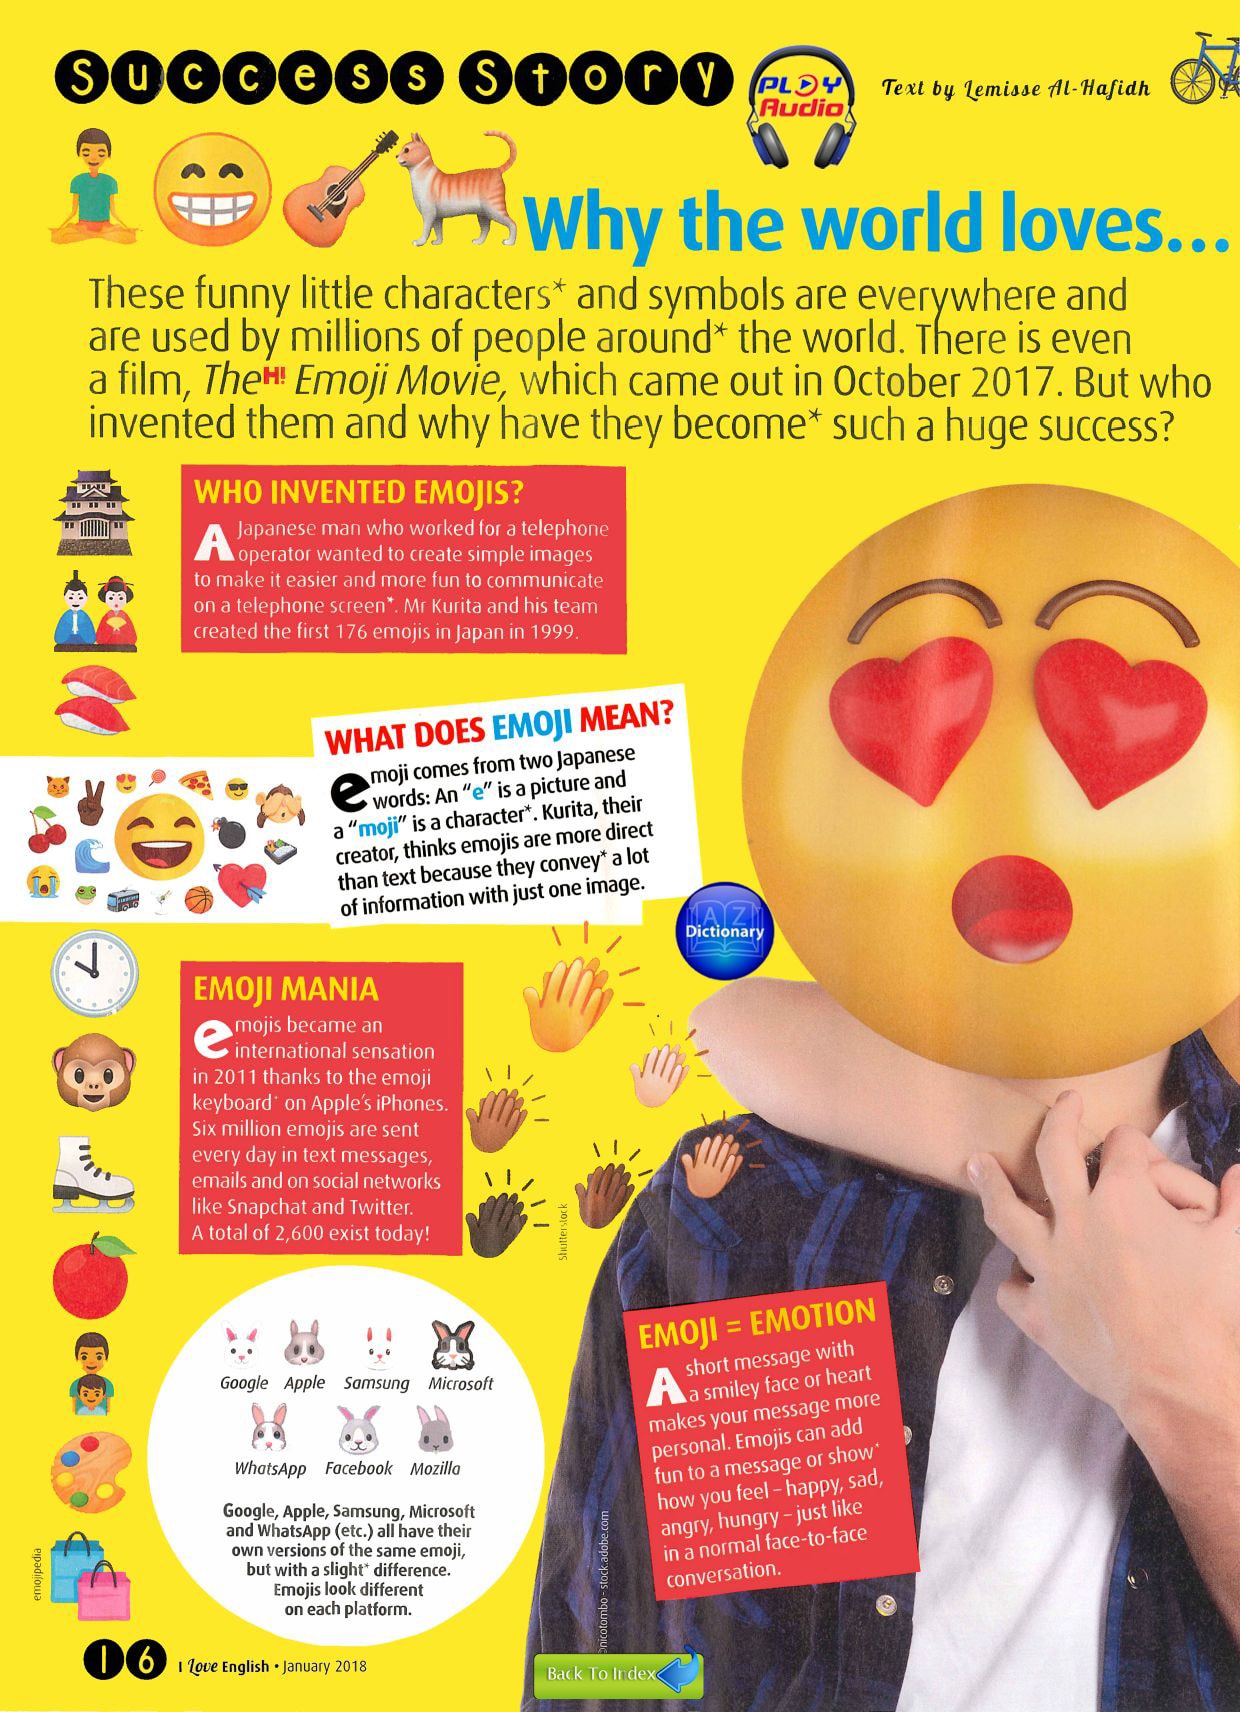 Success Story
PLAY
Audio
Text by Lemisse Al-Hafidh
Why the world loves...
These funny little characters* and symbols are everywhere and
are used by millions of people around* the world. There is even
a film, The H! Emoji Movie, which came out in October 2017. But who
invented them and why have they become* such a huge success?
WHO INVENTED EMOJIS?
A Japanese man who worked for a telephone
operator wanted to create simple images
to make it easier and more fun to communicate
on a telephone screen*. Mr Kurita and his team
created the first 176 emojis in Japan in 1999.
WHAT DOES EMOJI MEAN?
emoji comes from two Japanese
words: An “e” is a picture and
a “moji” is a character*. Kurita, their
creator, thinks emojis are more direct
than text because they convey* a lot
of information with just one image.
A Z
Dictionary
EMOJI MANIA
emojis became an
international sensation
in 2011 thanks to the emoji
keyboard* on Apple's iPhones.
Six million emojis are sent
every day in text messages,
emails and on social networks
like Snapchat and Twitter.
A total of 2,600 exist today!
Shutterstock
Google Apple Samsung Microsoft
WhatsApp Facebook Mozilla
Google, Apple, Samsung, Microsoft
and WhatsApp (etc.) all have their
own versions of the same emoji,
but with a slight* difference.
Emojis look different
on each platform.
EMOJI = EMOTION
A short message with
a smiley face or heart
makes your message more
personal. Emojis can add
fun to a message or show*
how you feel – happy, sad,
angry, hungry – just like
in a normal face-to-face
conversation.
emojipedia
nicotombo - stock.adobe.com
16 I Love English • January 2018
Back To Index